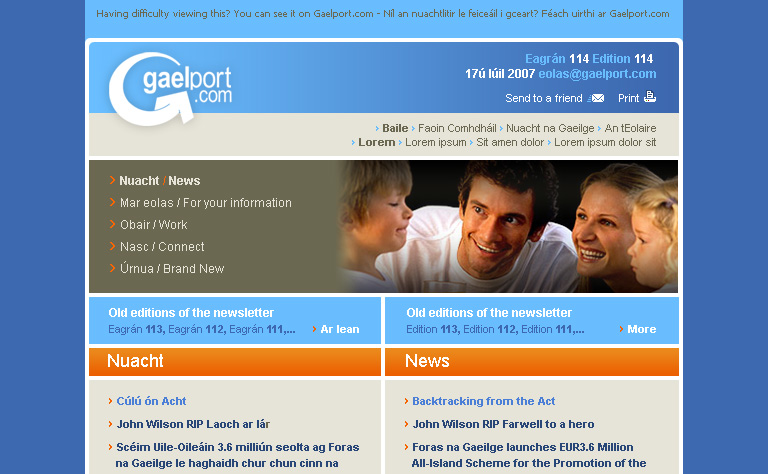 Having difficulty viewing this? You can see it on Gaelport.com - Níl an nuachtlitir le feiceáil i gceart? Féach uirthi ar Gaelport.com
gaelport
.com
Eagrán 114 Edition 114
17ú Iúil 2007 eolas@gaelport.com
Send to a friend Print
Baile Faoin Comhdháil Nuacht na Gaeilge An tEolaire
Lorem Lorem ipsum Sit amen dolor Lorem ipsum dolor sit
Nuacht / News
Mar eolas / For your information
Obair / Work
Nasc / Connect
Úrnua / Brand New
Old editions of the newsletter
Eagrán 113, Eagrán 112, Eagrán 111,... Ar lean
Old editions of the newsletter
Edition 113, Edition 112, Edition 111,... More
Nuacht
Cúlú ón Acht
John Wilson RIP Laoch ar lár
Scéim Uile-Oileáin 3.6 milliún seolta ag Foras
na Gaeilge le haghaidh chur chun cinn na
News
Backtracking from the Act
John Wilson RIP Farwell to a hero
Foras na Gaeilge launches EUR3.6 Million
All-Island Scheme for the Promotion of the